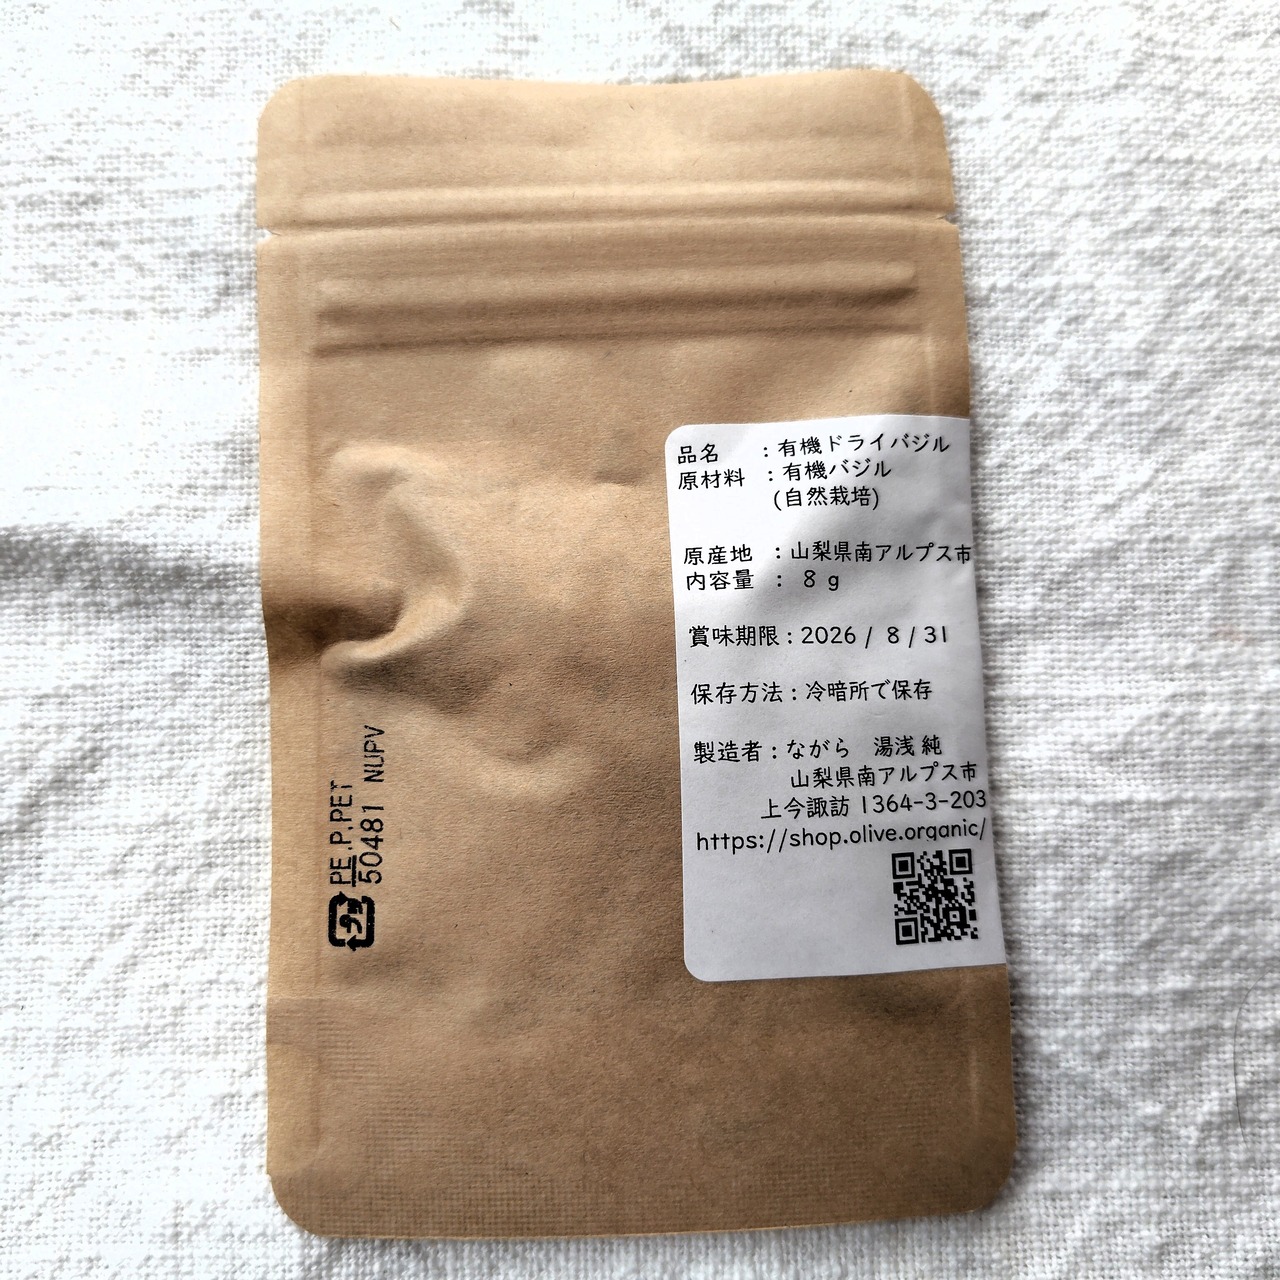 品名 : 有機ドライバジル
原材料 : 有機バジル
(自然栽培)
原産地 : 山梨県南アルプス市
内容量 : 8 g
賞味期限 : 2026 / 8 / 31
保存方法 : 冷暗所で保存
製造者 : ながら 湯浅 純
山梨県南アルプス市
上今諏訪 1364-3-203
https://shop.olive.organic/
プラ PE.P.PET
50481 NUPV